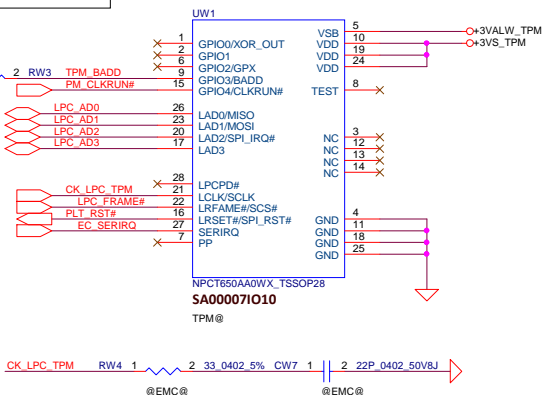 UW1
1 GPIO0/XOR_OUT
2 GPIO1
6 GPIO2/GPX
2 RW3 TPM_BADD 9 GPIO3/BADD
PM_CLKRUN# 15 GPIO4/CLKRUN#
LPC_AD0 26 LAD0/MISO
LPC_AD1 23 LAD1/MOSI
LPC_AD2 20 LAD2/SPI_IRQ#
LPC_AD3 17 LAD3
28 LPCPD#
CK_LPC_TPM 21 LCLK/SCLK
LPC_FRAME# 22 LRFAME#/SCS#
PLT_RST# 16 LRSET#/SPI_RST#
EC_SERIRQ 27 SERIRQ
7 PP
VSB 5 +3VALW_TPM
VDD 10 +3VS_TPM
VDD 19
VDD 24
TEST 8
NC 3
NC 12
NC 13
NC 14
GND 4
GND 11
GND 18
GND 25
NPCT650AA0WX_TSSOP28
SA00007IO10
TPM@
CK_LPC_TPM RW4 1 2 33_0402_5% CW7 1 2 22P_0402_50V8J
@EMC@ @EMC@